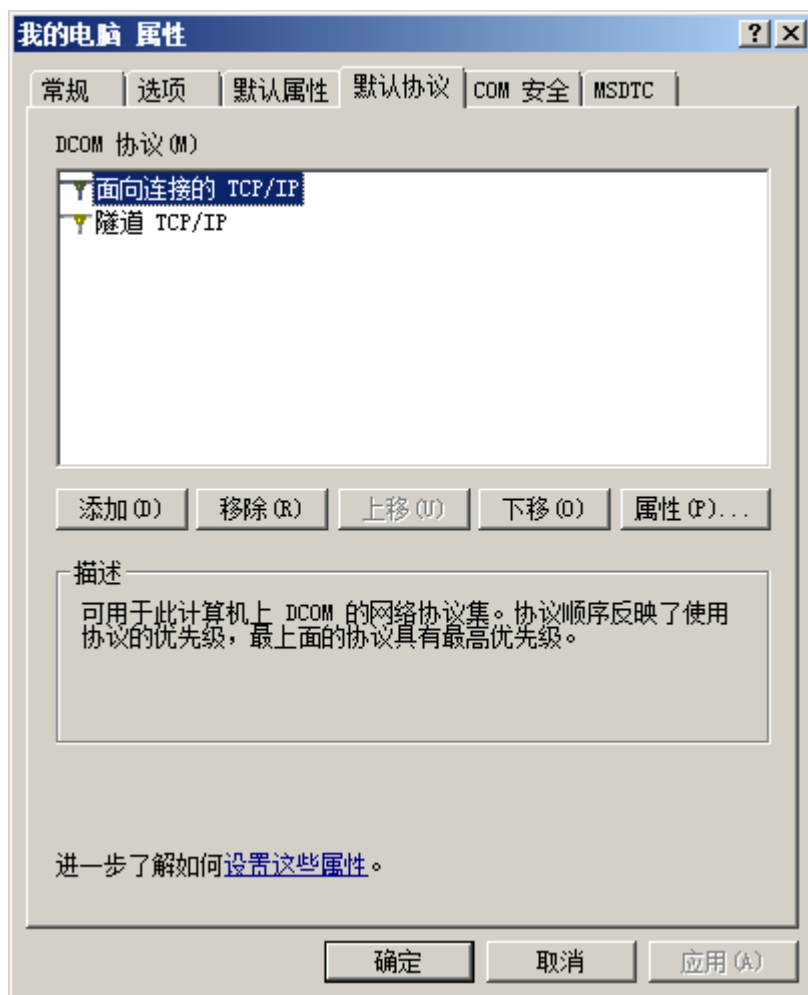 我的电脑 属性
常规 选项 默认属性 默认协议 COM 安全 MSDTC
DCOM 协议(M)
面向连接的 TCP/IP
隧道 TCP/IP
添加(D) 移除(R) 上移(U) 下移(O) 属性(P)...
描述
可用于此计算机上 DCOM 的网络协议集。协议顺序反映了使用
协议的优先级，最上面的协议具有最高优先级。
进一步了解如何设置这些属性。
确定 取消 应用(A)